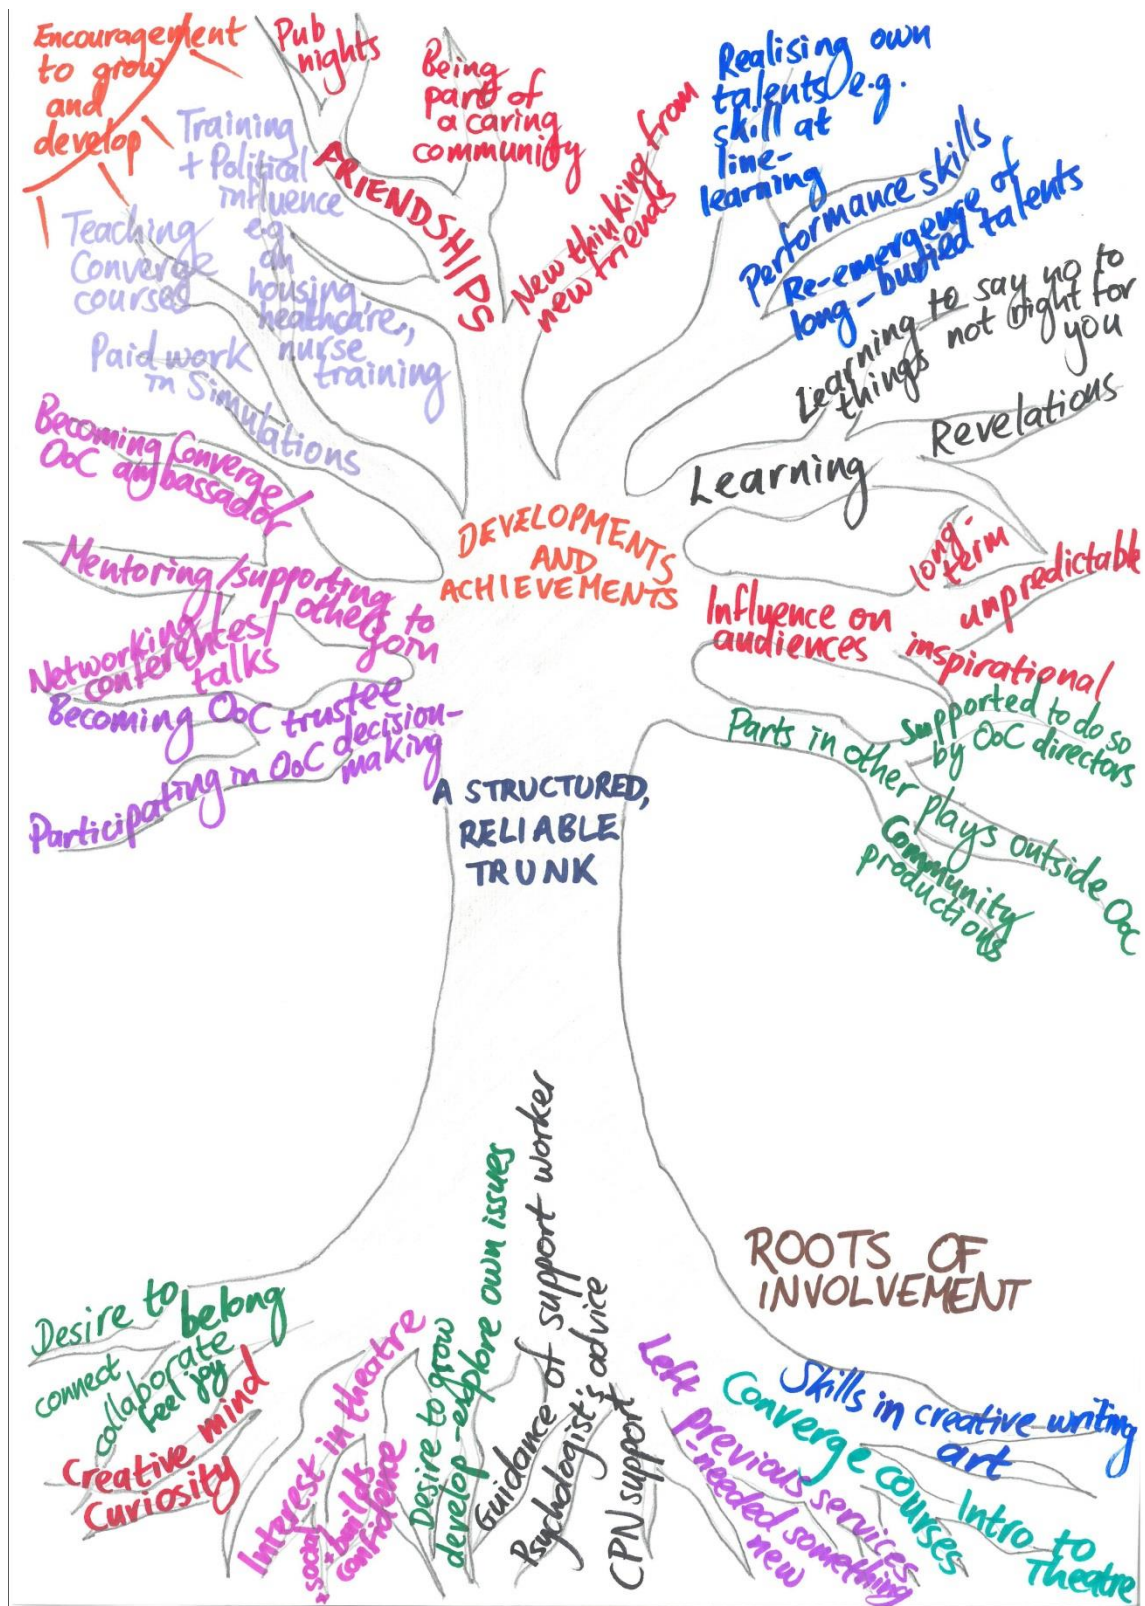 Encouragement
to grow
and
develop
Pub
nights
Being
part of
a caring
community
FRIENDSHIPS
New thinking from
new friends
Realising own
talents e.g.
skill at
line-
learning
Performance skills
Re-emergence of
long-buried talents
Training
+ Political
influence
e.g.
on
housing,
healthcare,
nurse
training
Teaching
Converge
courses
Paid work
in Simulations
Learning to say no to
things not right for
you
Revelations
Learning
Becoming Converge/
OoC ambassador
DEVELOPMENTS
AND
ACHIEVEMENTS
Mentoring/supporting
others to
join
Networking/
conferences/
talks
Becoming OoC trustee
Participating in OoC decision-
making
Influence on
audiences
long-
term
unpredictable
inspirational
Parts in other plays outside OoC
Supported to do so
by OoC directors
Community
productions
A STRUCTURED,
RELIABLE
TRUNK
ROOTS OF
INVOLVEMENT
Desire to belong
connect
collaborate
feel joy
Creative mind
Curiosity
Interest in theatre
social
+ builds
confidence
Desire to grow
develop - explore own issues
Guidance of support worker
Psychologist's advice
CPN support
Left previous services
- needed something
new
Converge courses
Intro to
Theatre
Skills in creative writing
art